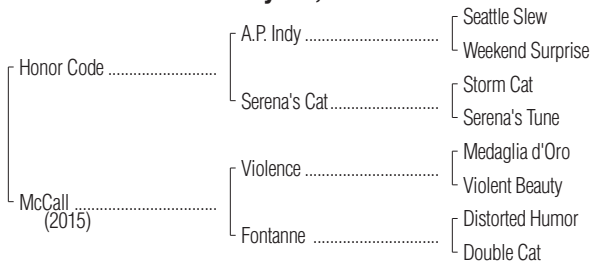 Honor Code
A.P. Indy
Seattle Slew
Weekend Surprise
Serena's Cat
Storm Cat
Serena's Tune
McCall
(2015)
Violence
Medaglia d'Oro
Violent Beauty
Fontanne
Distorted Humor
Double Cat